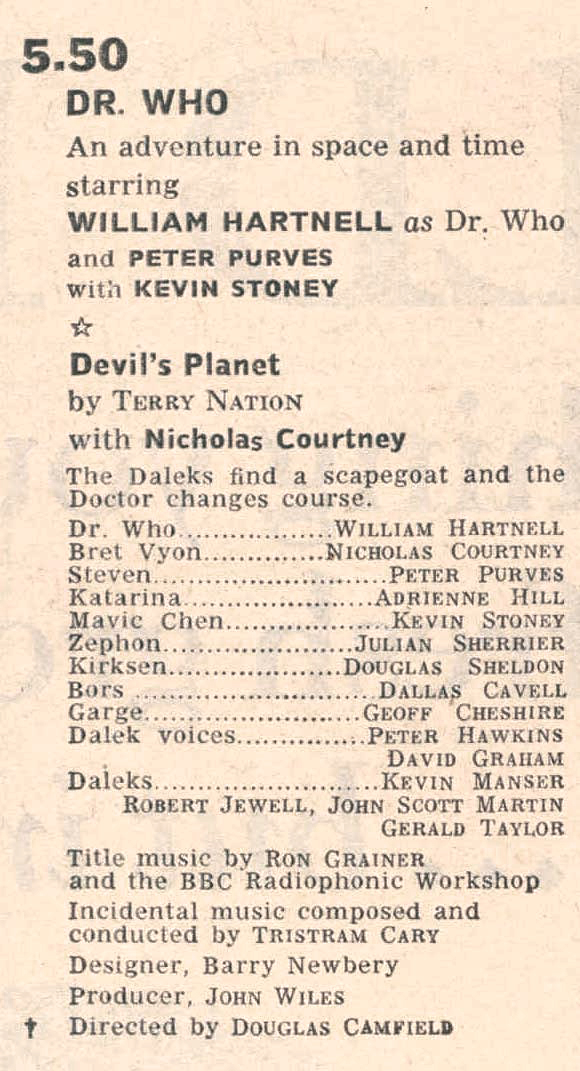 5.50
DR. WHO
An adventure in space and time
starring
WILLIAM HARTNELL as Dr. Who
and PETER PURVES
with KEVIN STONEY
☆
Devil's Planet
by TERRY NATION
with Nicholas Courtney
The Daleks find a scapegoat and the
Doctor changes course.
Dr. Who..................WILLIAM HARTNELL
Bret Vyon..............NICHOLAS COURTNEY
Steven...........................PETER PURVES
Katarina.....................ADRIENNE HILL
Mavic Chen...................KEVIN STONEY
Zephon......................JULIAN SHERRIER
Kirksen....................DOUGLAS SHELDON
Bors ............................DALLAS CAVELL
Garge.........................GEOFF CHESHIRE
Dalek voices...............PETER HAWKINS
DAVID GRAHAM
Daleks..........................KEVIN MANSER
ROBERT JEWELL, JOHN SCOTT MARTIN
GERALD TAYLOR
Title music by RON GRAINER
and the BBC Radiophonic Workshop
Incidental music composed and
conducted by TRISTRAM CARY
Designer, Barry Newbery
Producer, JOHN WILES
† Directed by DOUGLAS CAMFIELD